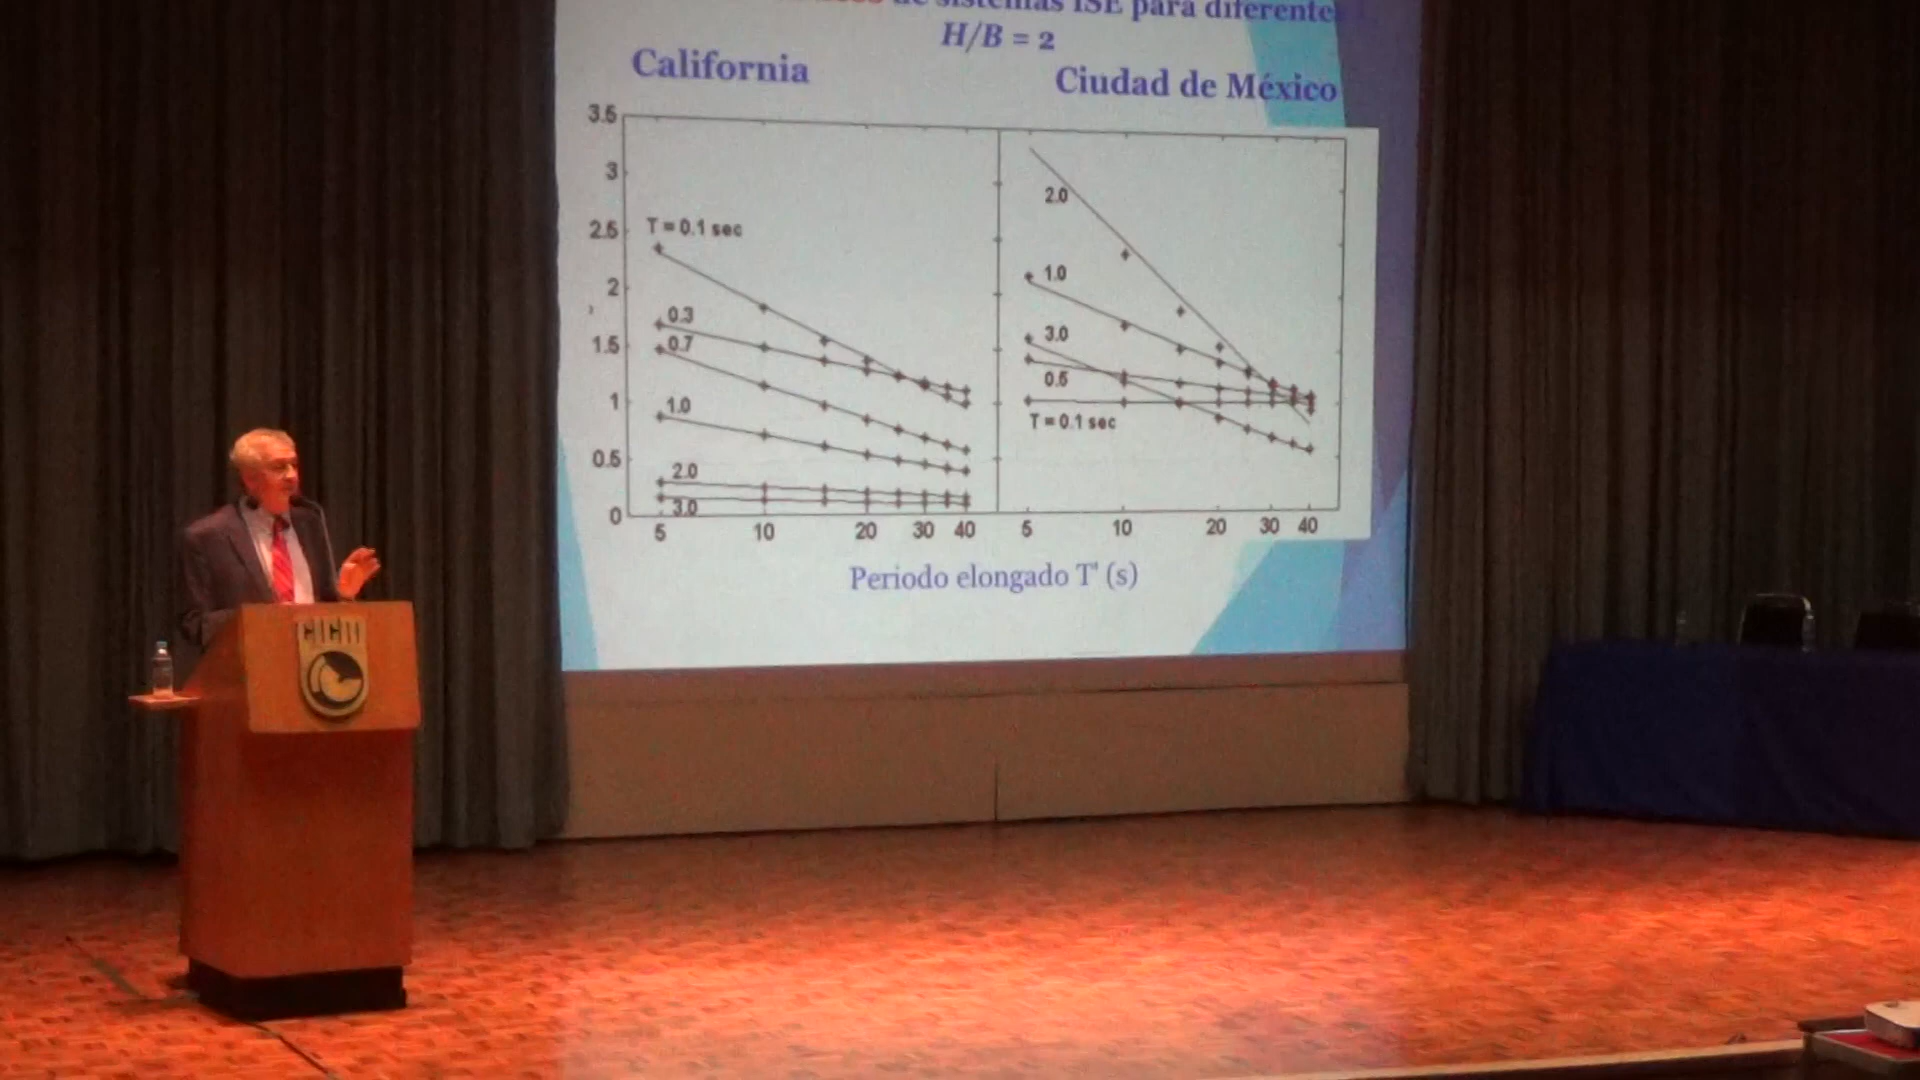 de sistemas ISE para diferentes
H/B = 2
California
Ciudad de México
3.5
3
2.5
2
1.5
1
0.5
0
T = 0.1 sec
0.3
0.7
1.0
2.0
3.0
5 10 20 30 40
2.0
1.0
3.0
0.5
T = 0.1 sec
5 10 20 30 40
Periodo elongado T' (s)
CICM